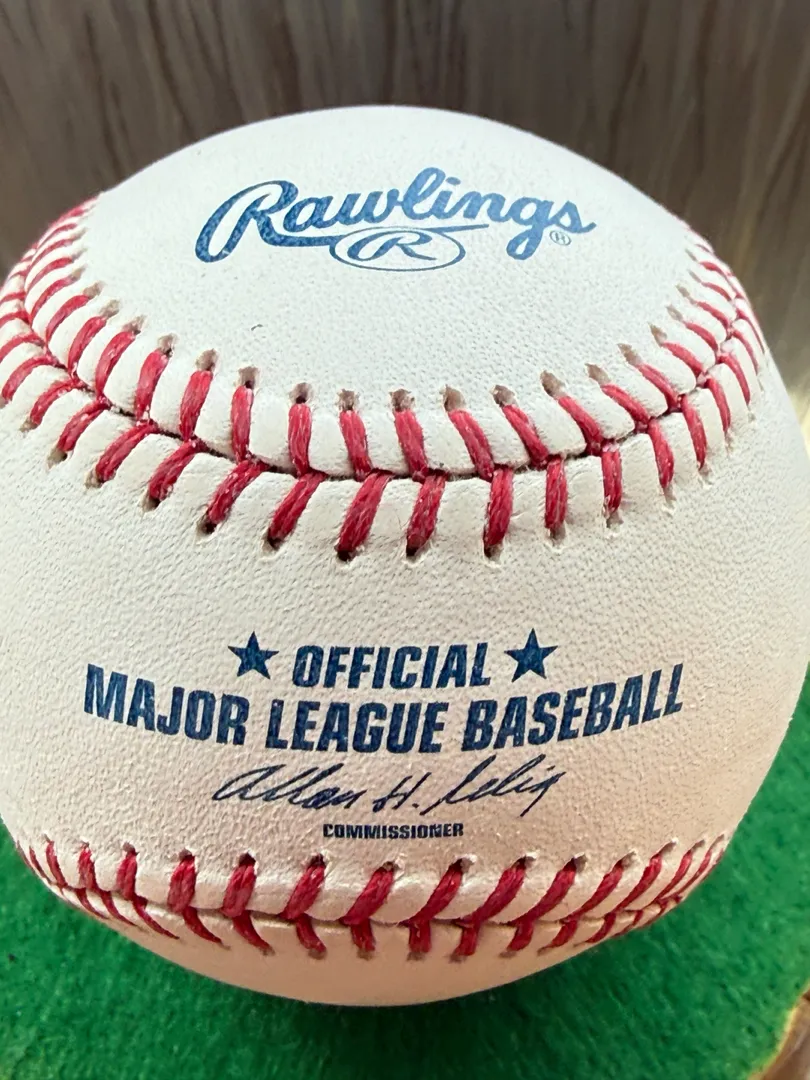 Rawlings®
R
★ OFFICIAL ★
MAJOR LEAGUE BASEBALL
Allan H. Selig
COMMISSIONER